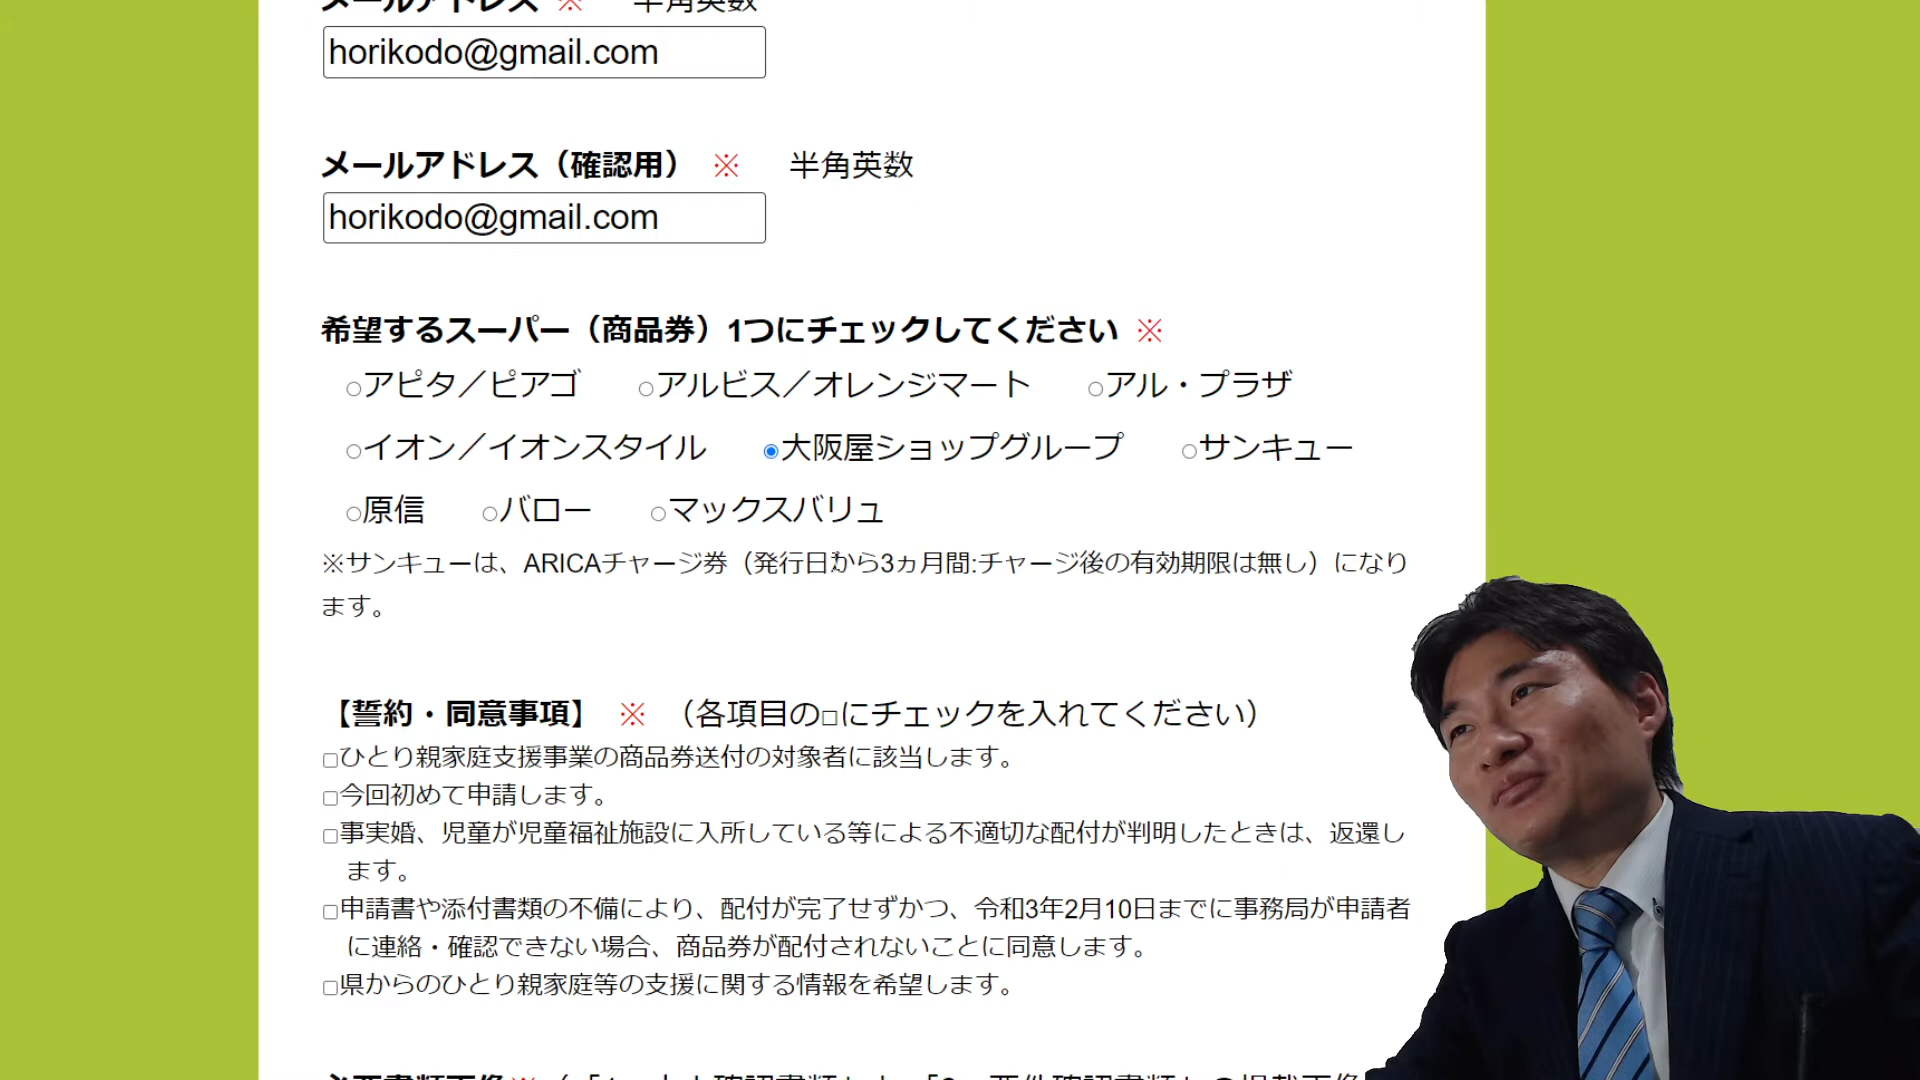 メールアドレス ※ 半角英数
horikodo@gmail.com
メールアドレス（確認用） ※ 半角英数
horikodo@gmail.com
希望するスーパー（商品券）1つにチェックしてください ※
○アピタ／ピアゴ ○アルビス／オレンジマート ○アル・プラザ
○イオン／イオンスタイル ◉大阪屋ショップグループ ○サンキュー
○原信 ○バロー ○マックスバリュ
※サンキューは、ARICAチャージ券（発行日から3ヵ月間:チャージ後の有効期限は無し）になり
ます。
【誓約・同意事項】 ※ （各項目の□にチェックを入れてください）
□ひとり親家庭支援事業の商品券送付の対象者に該当します。
□今回初めて申請します。
□事実婚、児童が児童福祉施設に入所している等による不適切な配付が判明したときは、返還し
ます。
□申請書や添付書類の不備により、配付が完了せずかつ、令和3年2月10日までに事務局が申請者
に連絡・確認できない場合、商品券が配付されないことに同意します。
□県からのひとり親家庭等の支援に関する情報を希望します。